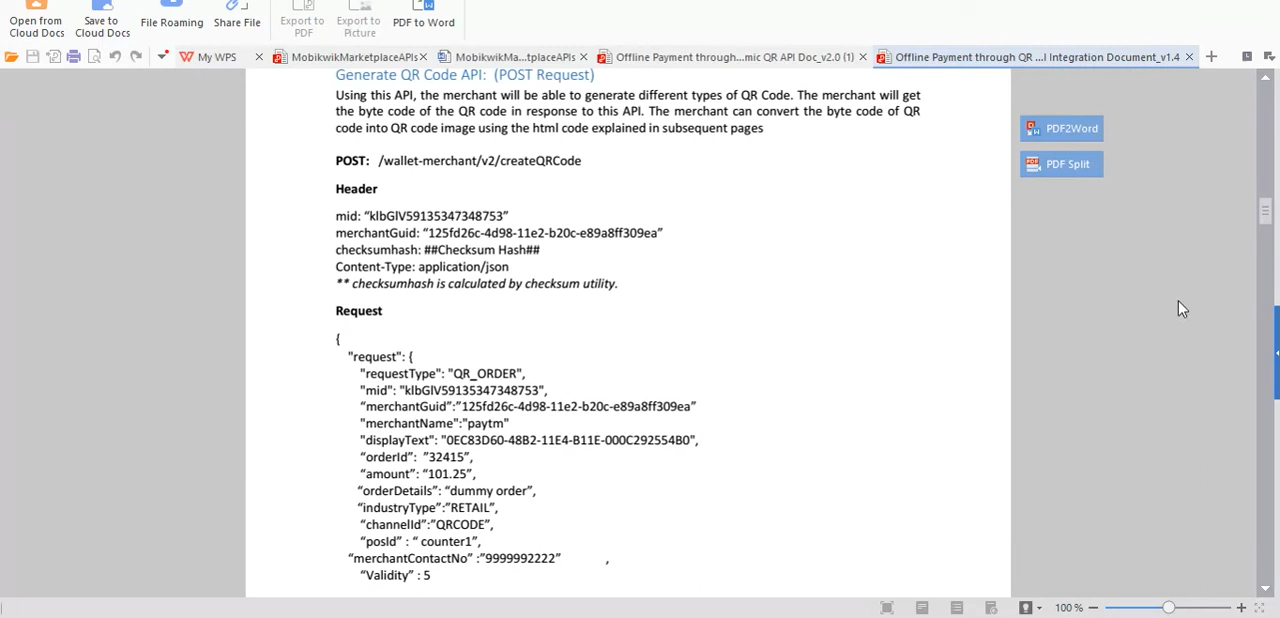 Open from
Cloud Docs
Save to
Cloud Docs
File Roaming
Share File
Export to
PDF
Export to
Picture
PDF to Word
My WPS
MobikwikMarketplaceAPIs
MobikwikMa...tplaceAPIs
Offline Payment through...mic QR API Doc_v2.0 (1)
Offline Payment through QR ...l Integration Document_v1.4
Generate QR Code API: (POST Request)
Using this API, the merchant will be able to generate different types of QR Code. The merchant will get
the byte code of the QR code in response to this API. The merchant can convert the byte code of QR
code into QR code image using the html code explained in subsequent pages
POST: /wallet-merchant/v2/createQRCode
Header
mid: “klbGlV59135347348753”
merchantGuid: “125fd26c-4d98-11e2-b20c-e89a8ff309ea”
checksumhash: ##Checksum Hash##
Content-Type: application/json
** checksumhash is calculated by checksum utility.
Request
{
"request": {
"requestType": "QR_ORDER",
"mid": "klbGlV59135347348753",
“merchantGuid”:”125fd26c-4d98-11e2-b20c-e89a8ff309ea”
"merchantName":"paytm"
"displayText": "0EC83D60-48B2-11E4-B11E-000C292554B0",
“orderId”: ”32415”,
“amount”: “101.25”,
“orderDetails”: “dummy order”,
“industryType”:”RETAIL”,
“channelId”:”QRCODE”,
“posId” : “ counter1”,
“merchantContactNo” :”9999992222” ,
“Validity” : 5
PDF2Word
PDF Split
100 %